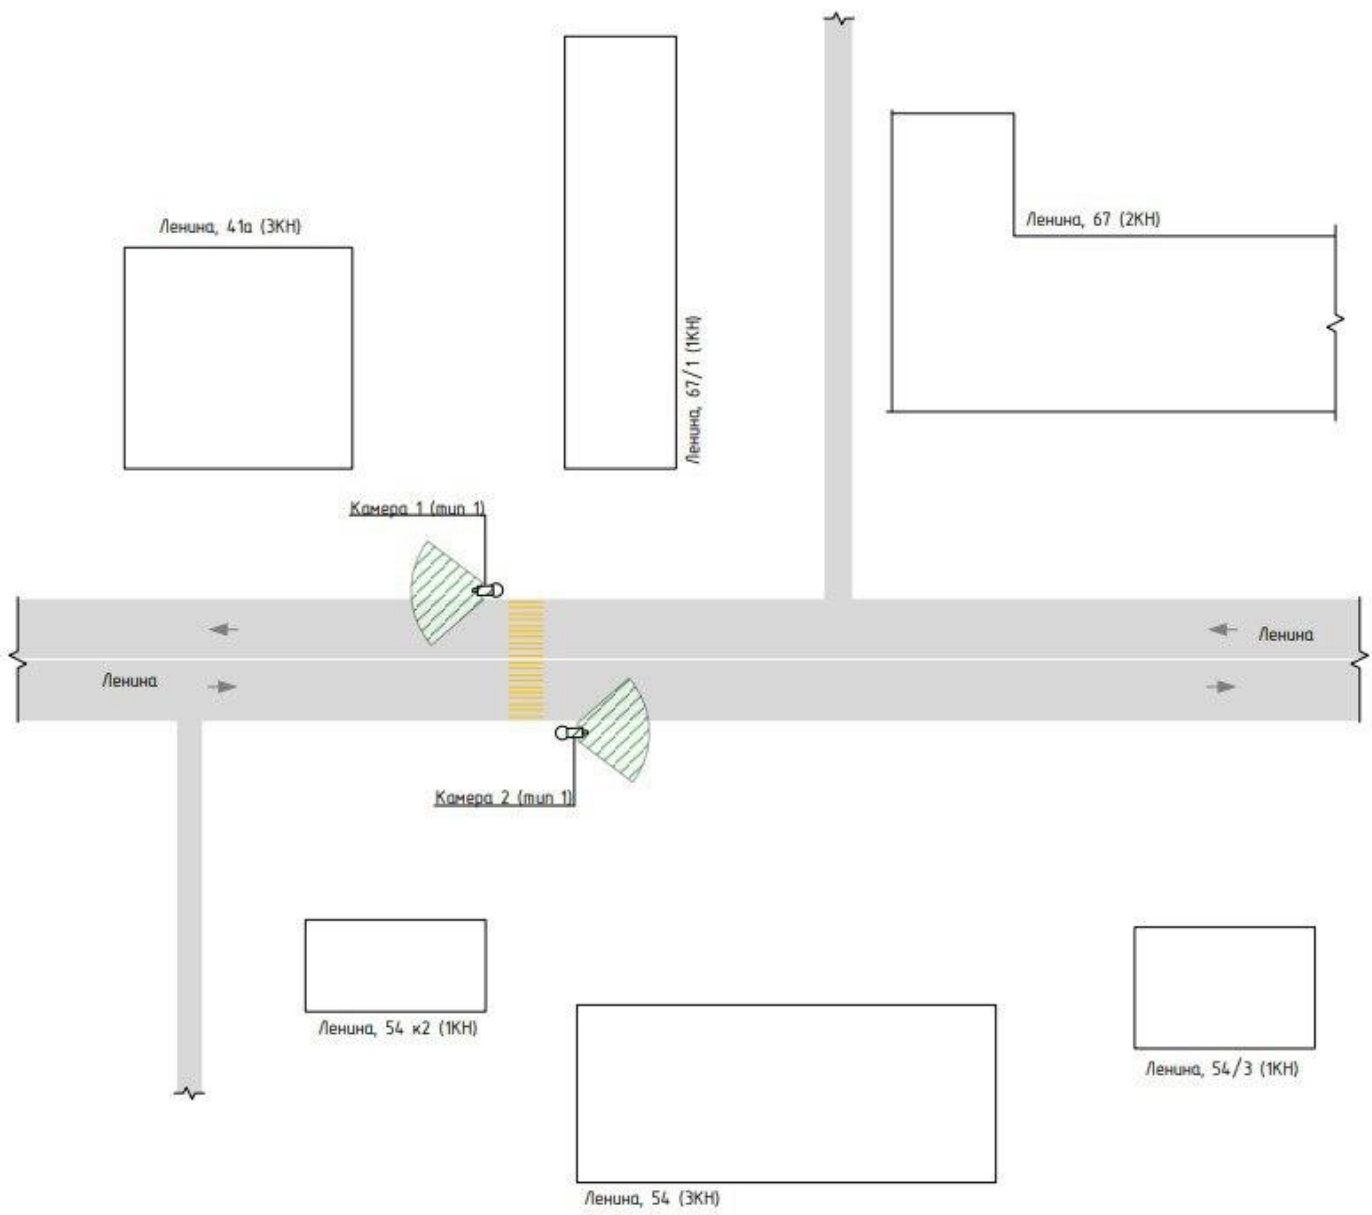 Ленина, 67 (2КН)
Ленина, 41а (3КН)
Ленина, 67/1 (1КН)
Камера 1 (тип 1)
Ленина
Ленина
Камера 2 (тип 1)
Ленина, 54 к2 (1КН)
Ленина, 54/3 (1КН)
Ленина, 54 (3КН)